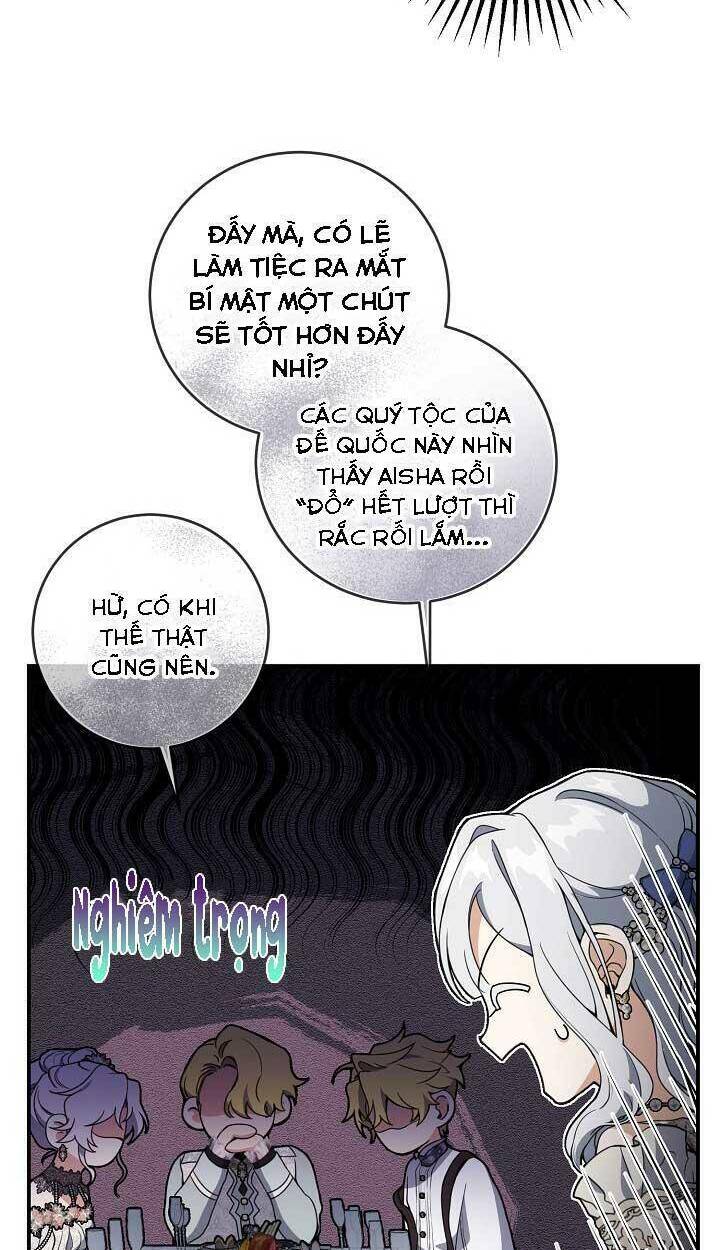 ĐẤY MÀ, CÓ LẼ
LÀM TIỆC RA MẮT
BÍ MẬT MỘT CHÚT
SẼ TỐT HƠN ĐẤY
NHỈ?
CÁC QUÝ TỘC CỦA
ĐẾ QUỐC NÀY NHÌN
THẤY AISHA RỒI
"ĐỔ" HẾT LƯỢT THÌ
RẮC RỐI LẮM...
HỪ, CÓ KHI
THẾ THẬT
CŨNG NÊN.
Nghiêm trọng